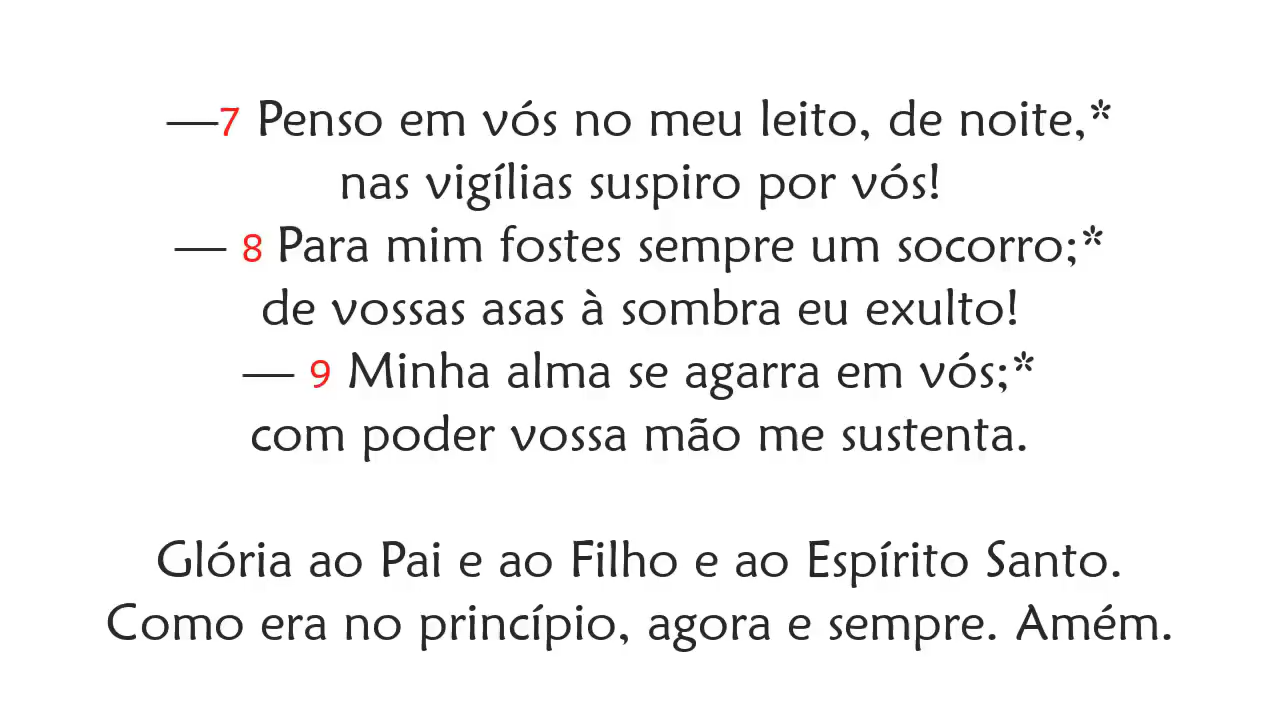 —7 Penso em vós no meu leito, de noite,*
nas vigílias suspiro por vós!
— 8 Para mim fostes sempre um socorro;*
de vossas asas à sombra eu exulto!
— 9 Minha alma se agarra em vós;*
com poder vossa mão me sustenta.
Glória ao Pai e ao Filho e ao Espírito Santo.
Como era no princípio, agora e sempre. Amém.